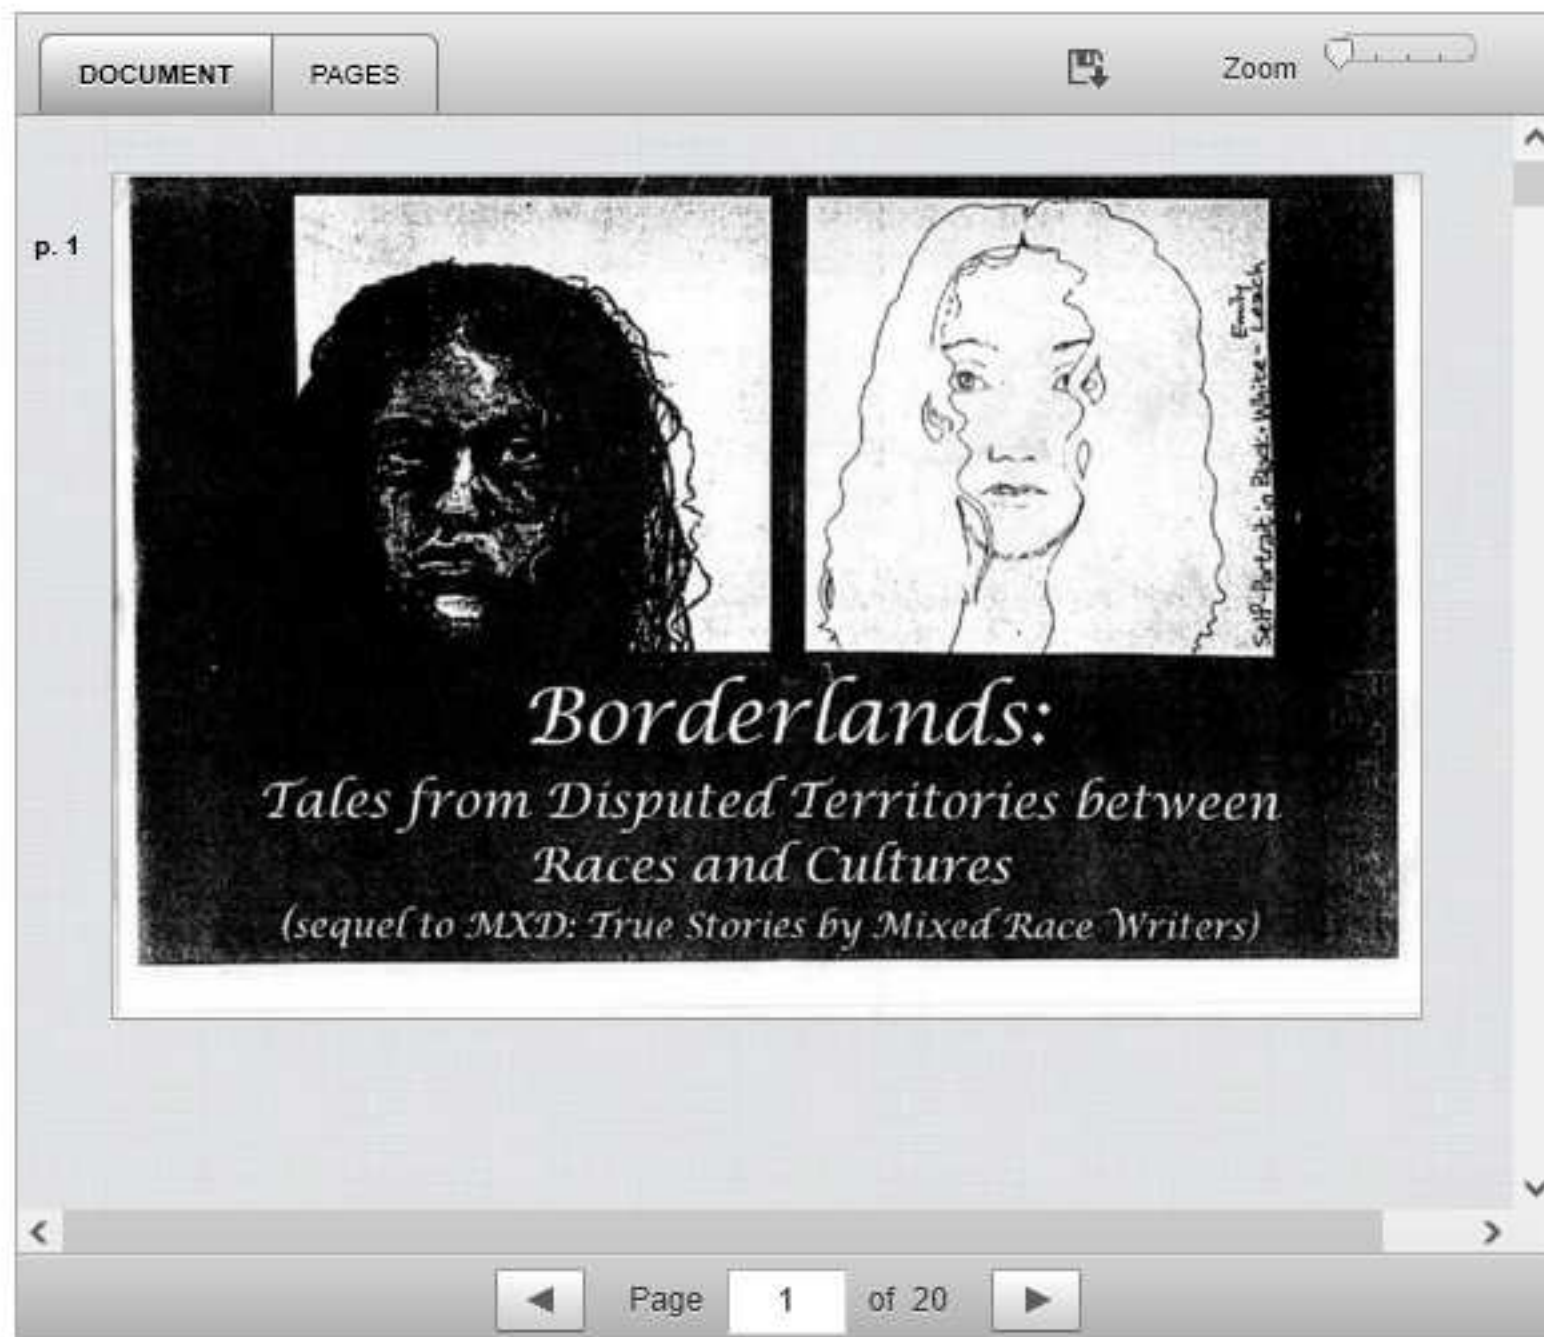 DOCUMENT
PAGES
Zoom
p. 1
Emily
Self-Portrait in Black + White - Leach
Borderlands:
Tales from Disputed Territories between
Races and Cultures
(sequel to MXD: True Stories by Mixed Race Writers)
Page 1 of 20